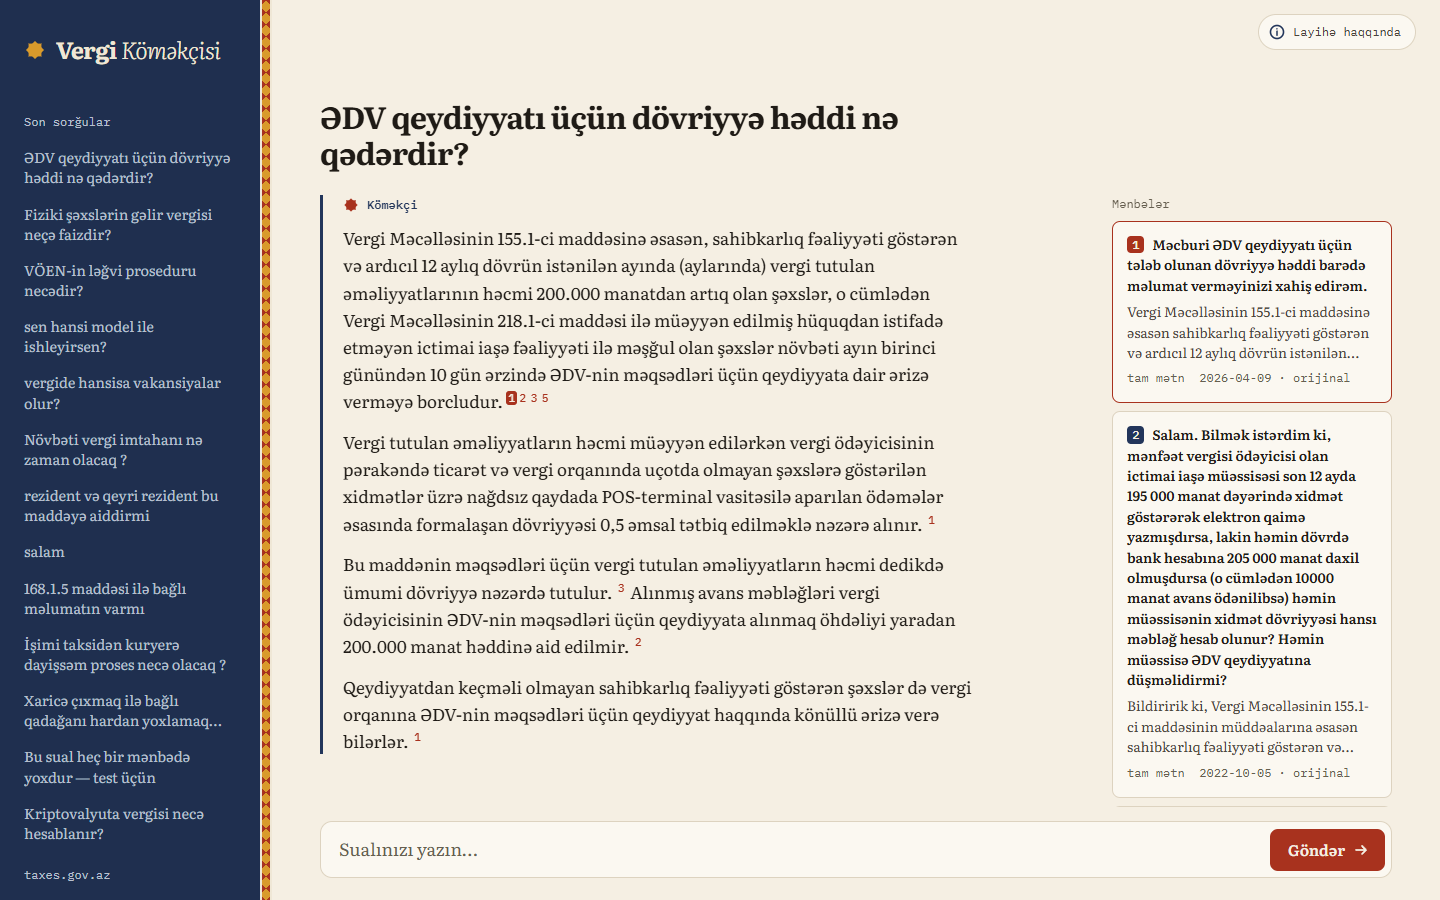 Vergi Köməkçisi
Son sorğular
ƏDV qeydiyyatı üçün dövriyyə
həddi nə qədərdir?
Fiziki şəxslərin gəlir vergisi
neçə faizdir?
VÖEN-in ləğvi proseduru
necədir?
sen hansi model ile
ishleyirsen?
vergide hansisa vakansiyalar
olur?
Növbəti vergi imtahanı nə
zaman olacaq ?
rezident və qeyri rezident bu
maddəyə aiddirmi
salam
168.1.5 maddəsi ilə bağlı
məlumatın varmı
İşimi taksidən kuryerə
dayişsəm proses necə olacaq ?
Xaricə çıxmaq ilə bağlı
qadağanı hardan yoxlamaq...
Bu sual heç bir mənbədə
yoxdur — test üçün
Kriptovalyuta vergisi necə
hesablanır?
taxes.gov.az
Layihə haqqında
ƏDV qeydiyyatı üçün dövriyyə həddi nə
qədərdir?
Köməkçi
Vergi Məcəlləsinin 155.1-ci maddəsinə əsasən, sahibkarlıq fəaliyyəti göstərən
və ardıcıl 12 aylıq dövrün istənilən ayında (aylarında) vergi tutulan
əməliyyatlarının həcmi 200.000 manatdan artıq olan şəxslər, o cümlədən
Vergi Məcəlləsinin 218.1-ci maddəsi ilə müəyyən edilmiş hüquqdan istifadə
etməyən ictimai iaşə fəaliyyəti ilə məşğul olan şəxslər növbəti ayın birinci
günündən 10 gün ərzində ƏDV-nin məqsədləri üçün qeydiyyata dair ərizə
verməyə borcludur. 1 2 3 5
Vergi tutulan əməliyyatların həcmi müəyyən edilərkən vergi ödəyicisinin
pərakəndə ticarət və vergi orqanında uçotda olmayan şəxslərə göstərilən
xidmətlər üzrə nağdsız qaydada POS-terminal vasitəsilə aparılan ödəmələr
əsasında formalaşan dövriyyəsi 0,5 əmsal tətbiq edilməklə nəzərə alınır. 1
Bu maddənin məqsədləri üçün vergi tutulan əməliyyatların həcmi dedikdə
ümumi dövriyyə nəzərdə tutulur. 3 Alınmış avans məbləğləri vergi
ödəyicisinin ƏDV-nin məqsədləri üçün qeydiyyata alınmaq öhdəliyi yaradan
200.000 manat həddinə aid edilmir. 2
Qeydiyyatdan keçməli olmayan sahibkarlıq fəaliyyəti göstərən şəxslər də vergi
orqanına ƏDV-nin məqsədləri üçün qeydiyyat haqqında könüllü ərizə verə
bilərlər. 1
Mənbələr
1 Məcburi ƏDV qeydiyyatı üçün
tələb olunan dövriyyə həddi barədə
məlumat verməyinizi xahiş edirəm.
Vergi Məcəlləsinin 155.1-ci maddəsinə
əsasən sahibkarlıq fəaliyyəti göstərən
və ardıcıl 12 aylıq dövrün istənilən...
tam mətn 2026-04-09 · orijinal
2 Salam. Bilmək istərdim ki,
mənfəət vergisi ödəyicisi olan
ictimai iaşə müəssisəsi son 12 ayda
195 000 manat dəyərində xidmət
göstərərək elektron qaimə
yazmışdırsa, lakin həmin dövrdə
bank hesabına 205 000 manat daxil
olmuşdursa (o cümlədən 10000
manat avans ödənilibsə) həmin
müəssisənin xidmət dövriyyəsi hansı
məbləğ hesab olunur? Həmin
müəssisə ƏDV qeydiyyatına
düşməlidirmi?
Bildiririk ki, Vergi Məcəlləsinin 155.1-
ci maddəsinin müddəalarına əsasən
sahibkarlıq fəaliyyəti göstərən və...
tam mətn 2022-10-05 · orijinal
Sualınızı yazın...
Göndər →